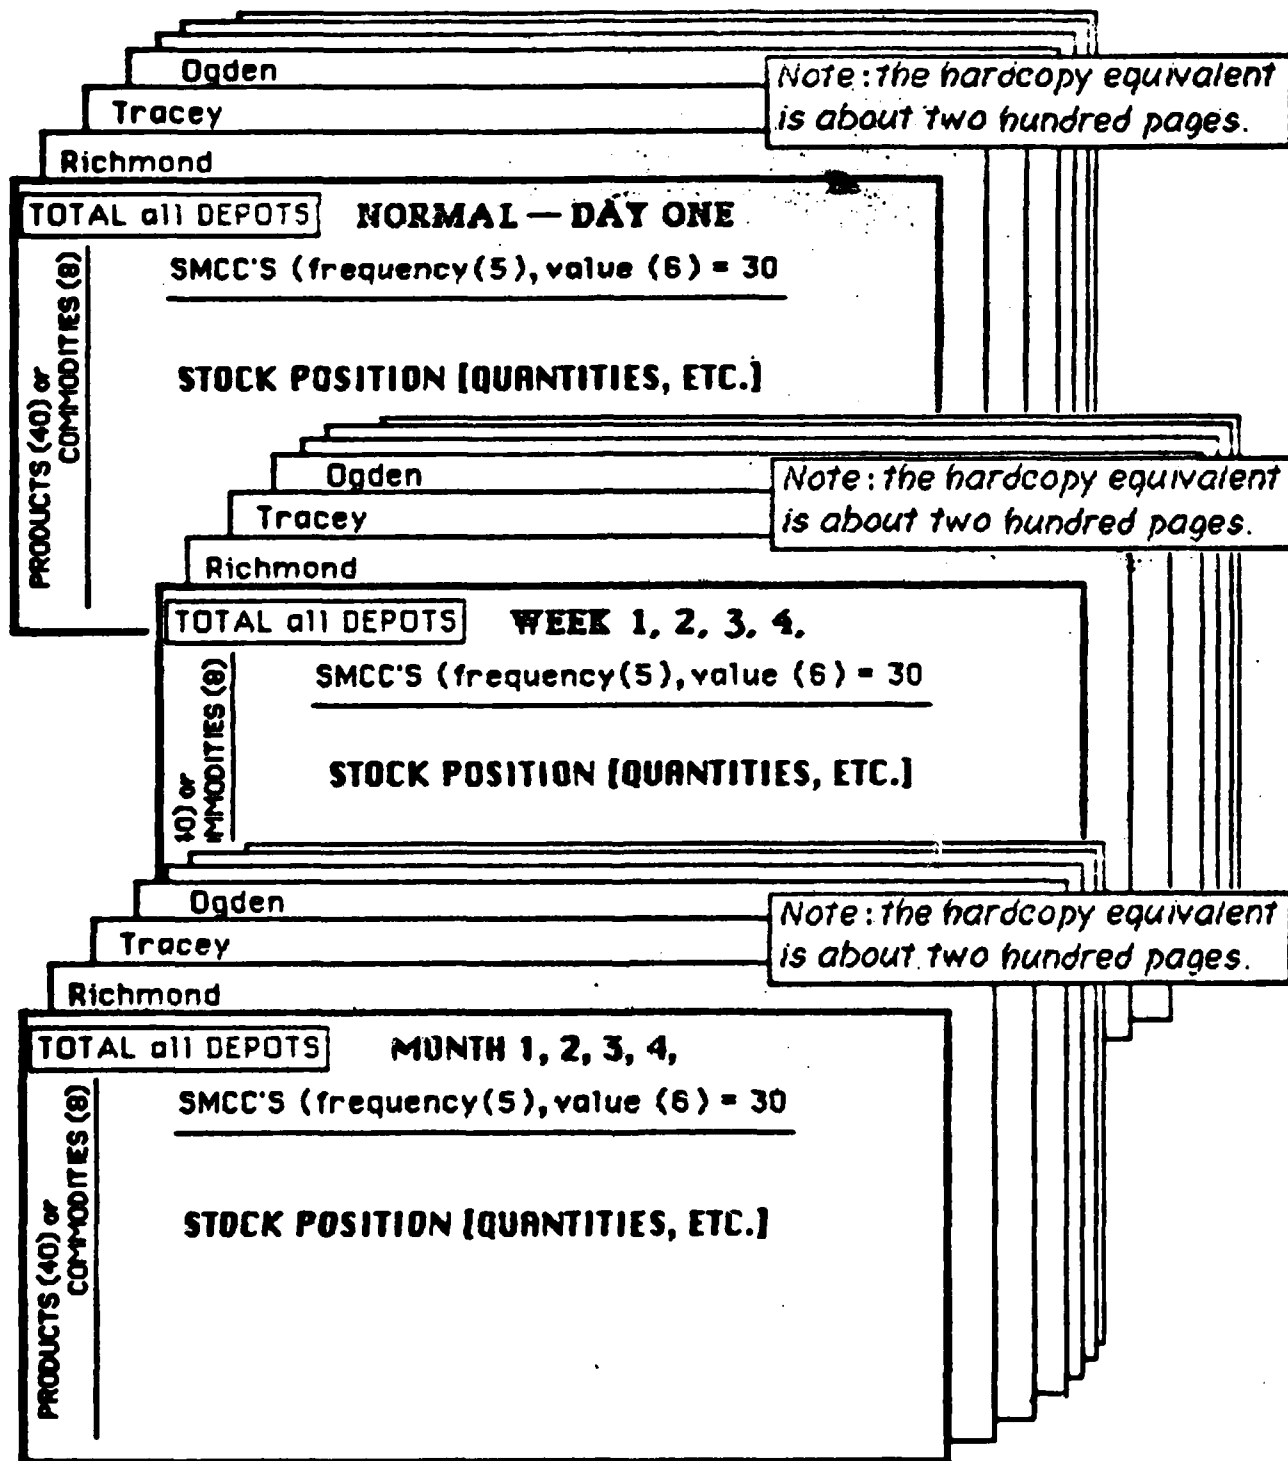 Ogden
Note: the hardcopy equivalent
is about two hundred pages.
Tracey
Richmond
TOTAL all DEPOTS NORMAL — DAY ONE
SMCC'S (frequency(5), value (6) = 30
PRODUCTS (40) or
COMMODITIES (8)
STOCK POSITION [QUANTITIES, ETC.]
Ogden
Note: the hardcopy equivalent
is about two hundred pages.
Tracey
Richmond
TOTAL all DEPOTS WEEK 1, 2, 3, 4,
SMCC'S (frequency(5), value (6) = 30
40) or
MMODITIES (8)
STOCK POSITION [QUANTITIES, ETC.]
Ogden
Note: the hardcopy equivalent
is about two hundred pages.
Tracey
Richmond
TOTAL all DEPOTS MONTH 1, 2, 3, 4,
SMCC'S (frequency(5), value (6) = 30
PRODUCTS (40) or
COMMODITIES (8)
STOCK POSITION [QUANTITIES, ETC.]